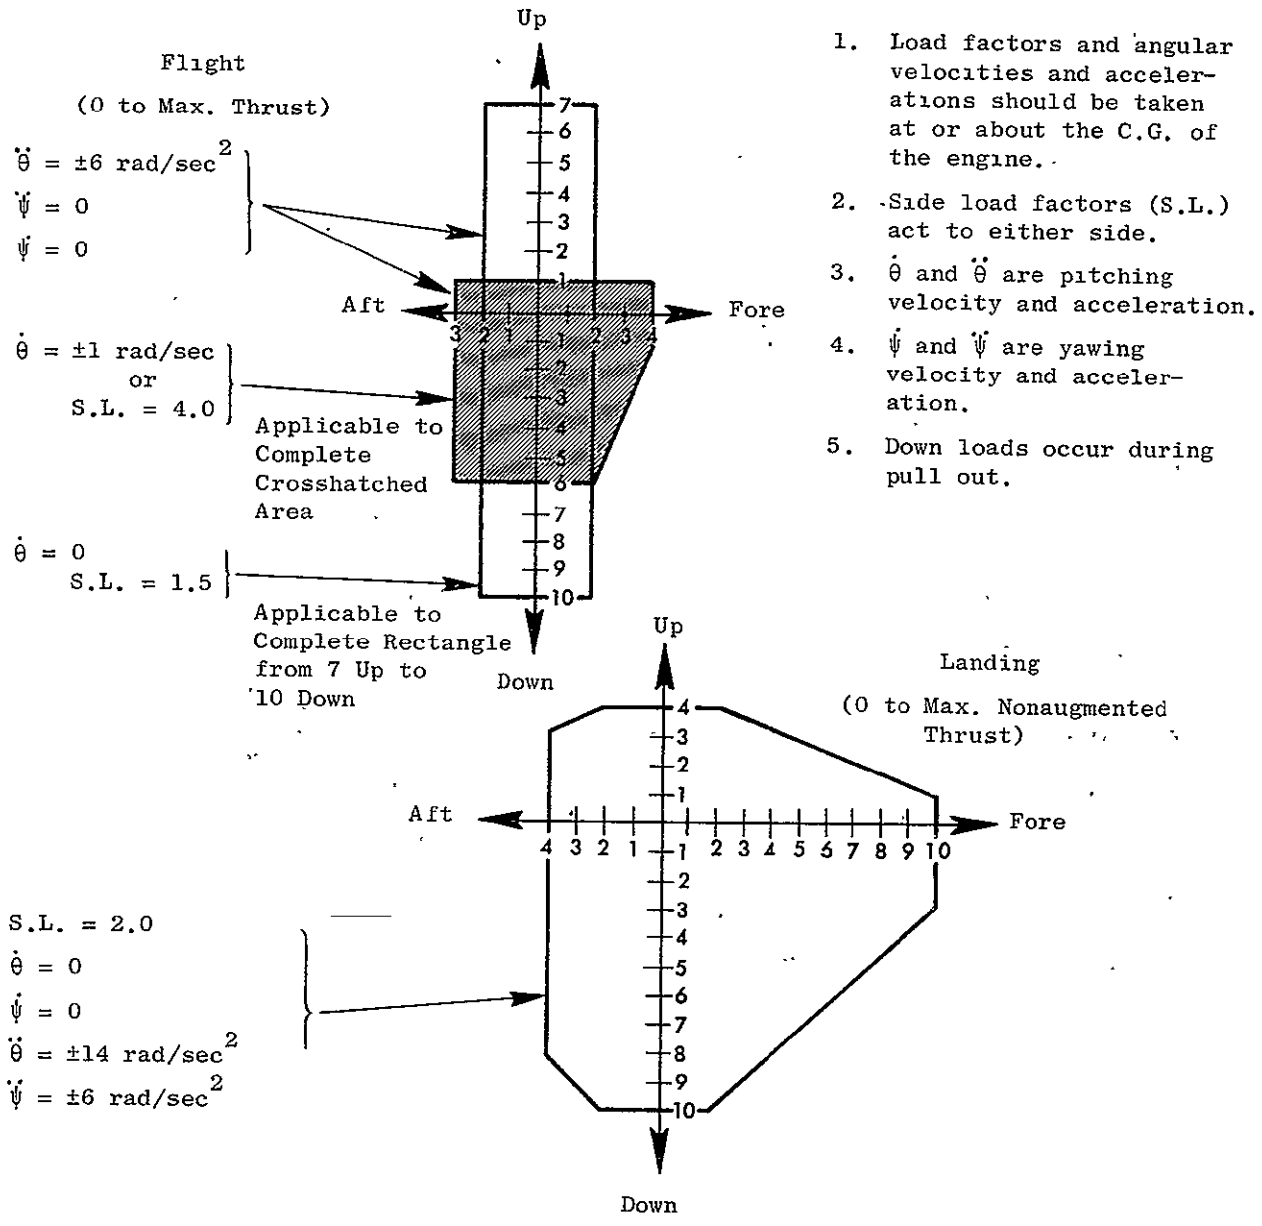 Up
Flight
(0 to Max. Thrust)
θ̈ = ±6 rad/sec²
ψ̈ = 0
ψ̇ = 0
7
6
5
4
3
2
1
Aft
Fore
3 2 1 1 2 3 4
θ̇ = ±1 rad/sec
or
S.L. = 4.0
Applicable to
Complete
Crosshatched
Area
2
3
4
5
6
7
8
9
10
θ̇ = 0
S.L. = 1.5
Applicable to
Complete Rectangle
from 7 Up to
10 Down
Down
1. Load factors and angular
velocities and acceler-
ations should be taken
at or about the C.G. of
the engine.
2. Side load factors (S.L.)
act to either side.
3. θ̇ and θ̈ are pitching
velocity and acceleration.
4. ψ̇ and ψ̈ are yawing
velocity and acceler-
ation.
5. Down loads occur during
pull out.
Up
Landing
(0 to Max. Nonaugmented
Thrust)
4
3
2
1
Aft
Fore
4 3 2 1 1 2 3 4 5 6 7 8 9 10
2
3
4
5
6
7
8
9
10
S.L. = 2.0
θ̇ = 0
ψ̇ = 0
θ̈ = ±14 rad/sec²
ψ̈ = ±6 rad/sec²
Down